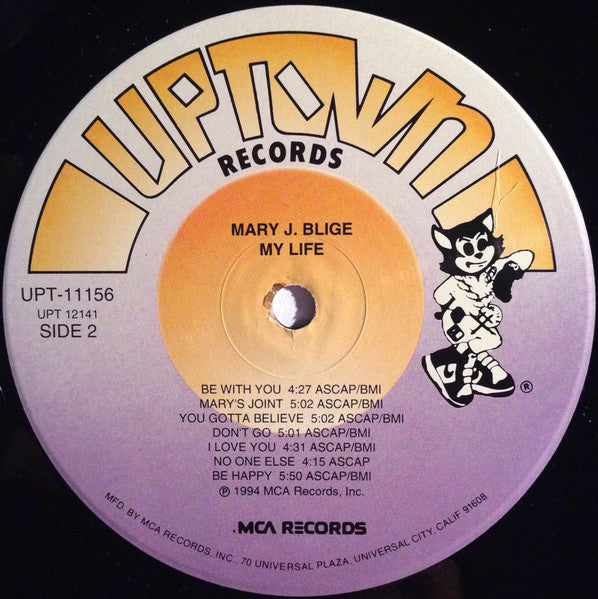 UPTOWN
RECORDS
MARY J. BLIGE
MY LIFE
UPT-11156
UPT 12141
SIDE 2
BE WITH YOU 4:27 ASCAP/BMI
MARY'S JOINT 5:02 ASCAP/BMI
YOU GOTTA BELIEVE 5:02 ASCAP/BMI
DON'T GO 5:01 ASCAP/BMI
I LOVE YOU 4:31 ASCAP/BMI
NO ONE ELSE 4:15 ASCAP
BE HAPPY 5:50 ASCAP/BMI
℗ 1994 MCA Records, Inc.
®
MCA RECORDS
MFD. BY MCA RECORDS, INC., 70 UNIVERSAL PLAZA, UNIVERSAL CITY, CALIF 91608